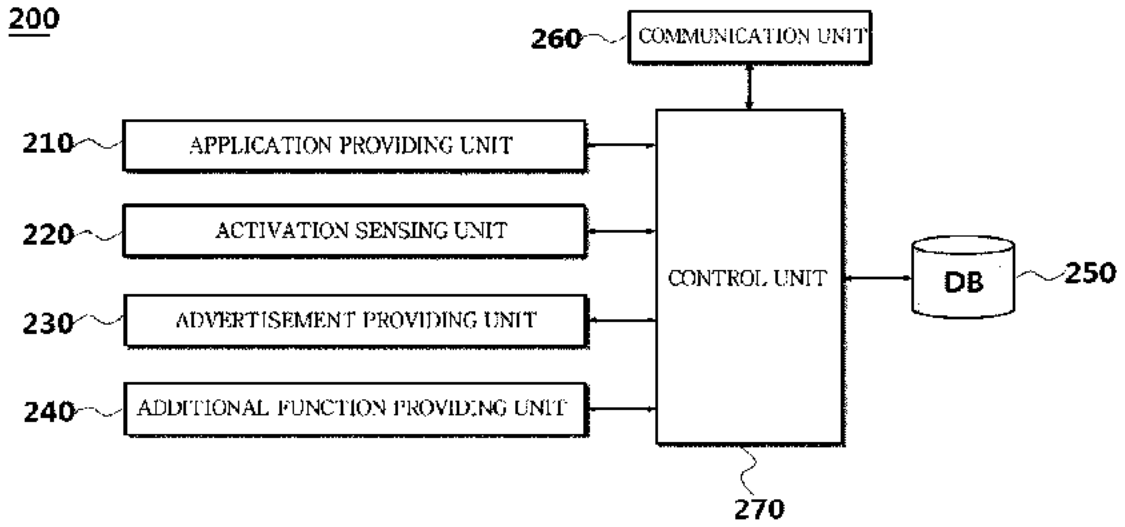 200
260
COMMUNICATION UNIT
210
APPLICATION PROVIDING UNIT
220
ACTIVATION SENSING UNIT
230
ADVERTISEMENT PROVIDING UNIT
240
ADDITIONAL FUNCTION PROVIDING UNIT
CONTROL UNIT
270
DB
250